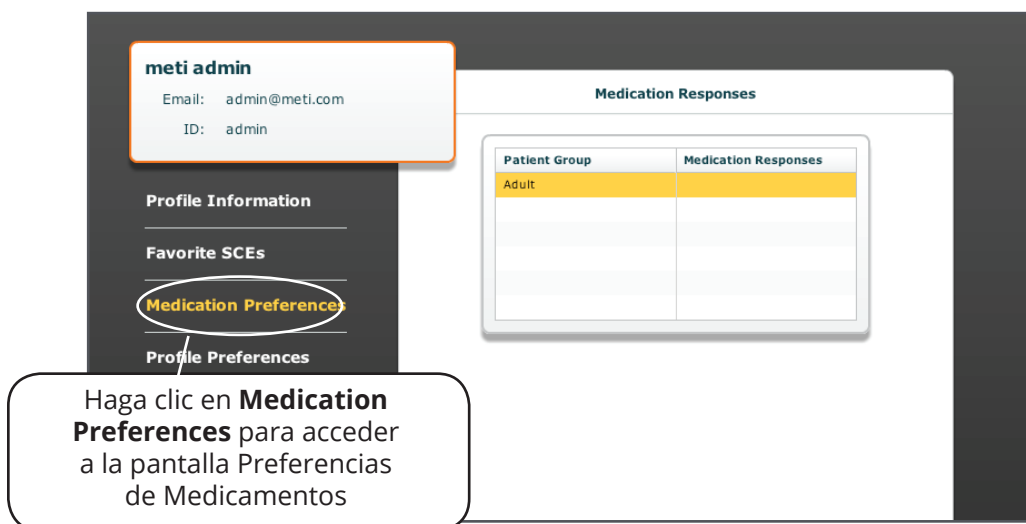 meti admin
Email: admin@meti.com
ID: admin
Medication Responses
Patient Group Medication Responses
Adult
Profile Information
Favorite SCEs
Medication Preferences
Profile Preferences
Haga clic en Medication
Preferences para acceder
a la pantalla Preferencias
de Medicamentos